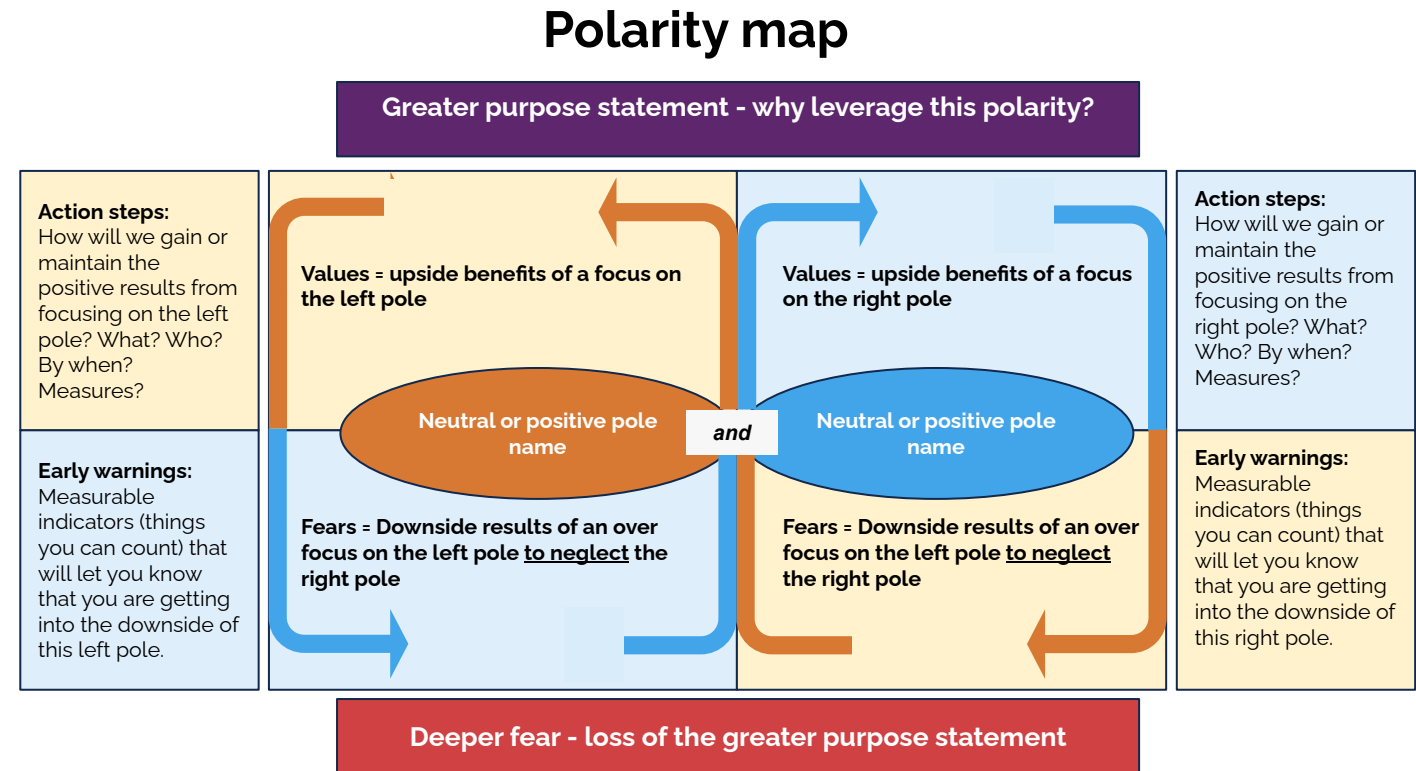 Polarity map
Greater purpose statement - why leverage this polarity?
Action steps:
How will we gain or
maintain the
positive results from
focusing on the left
pole? What? Who?
By when?
Measures?
Values = upside benefits of a focus on
the left pole
Values = upside benefits of a focus
on the right pole
Action steps:
How will we gain or
maintain the
positive results from
focusing on the
right pole? What?
Who? By when?
Measures?
Neutral or positive pole
name
and
Neutral or positive pole
name
Early warnings:
Measurable
indicators (things
you can count) that
will let you know
that you are getting
into the downside of
this left pole.
Fears = Downside results of an over
focus on the left pole to neglect the
right pole
Fears = Downside results of an over
focus on the left pole to neglect
the right pole
Early warnings:
Measurable
indicators (things
you can count) that
will let you know
that you are getting
into the downside of
this right pole.
Deeper fear - loss of the greater purpose statement